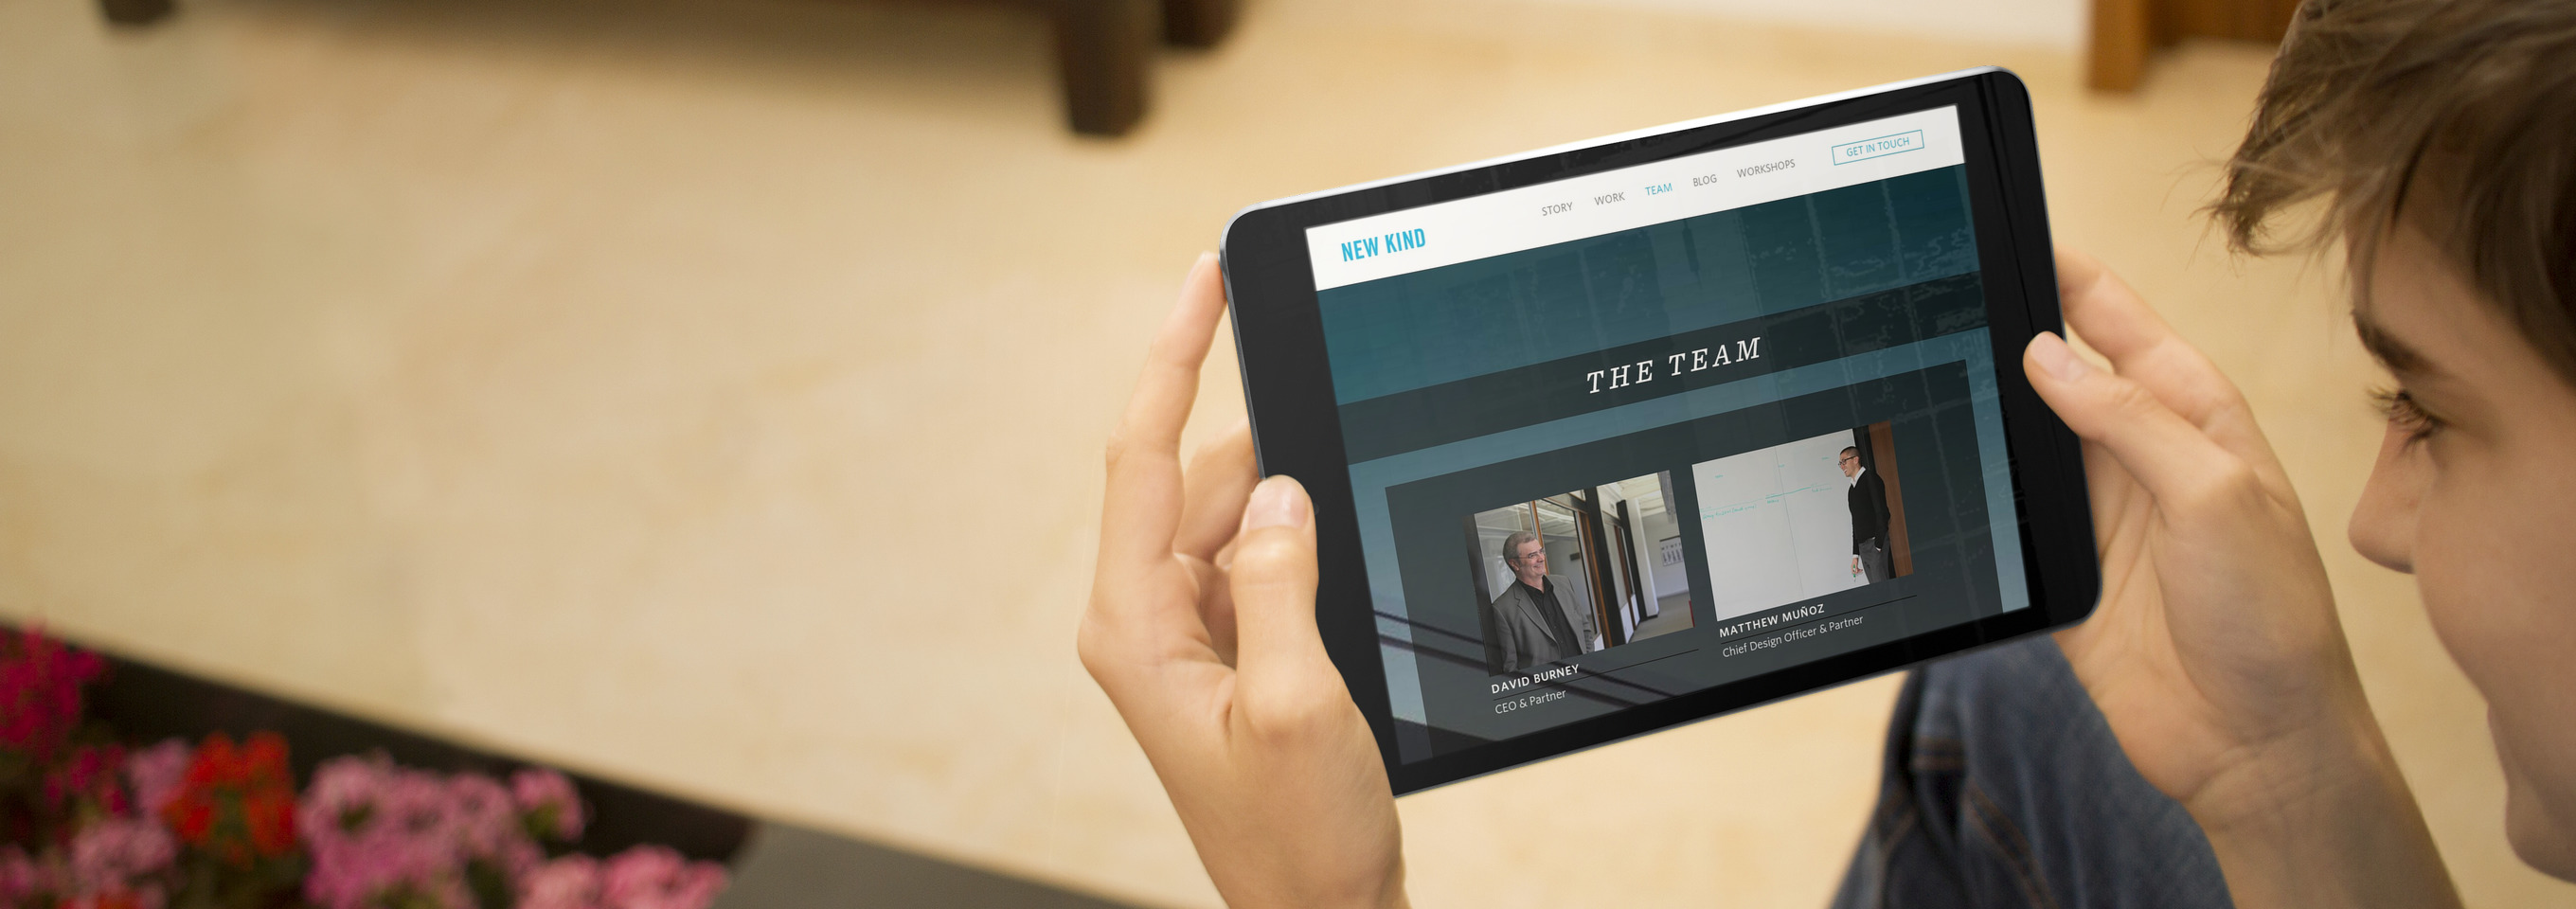 NEW KIND
STORY WORK TEAM BLOG WORKSHOPS GET IN TOUCH
THE TEAM
DAVID BURNEY
CEO & Partner
MATTHEW MUÑOZ
Chief Design Officer & Partner